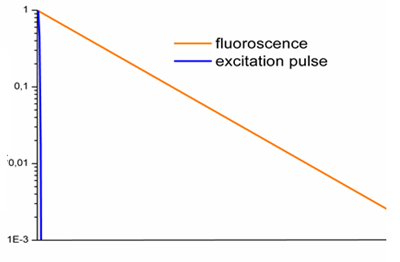 1
fluoroscence
excitation pulse
0,1
0,01
1E-3